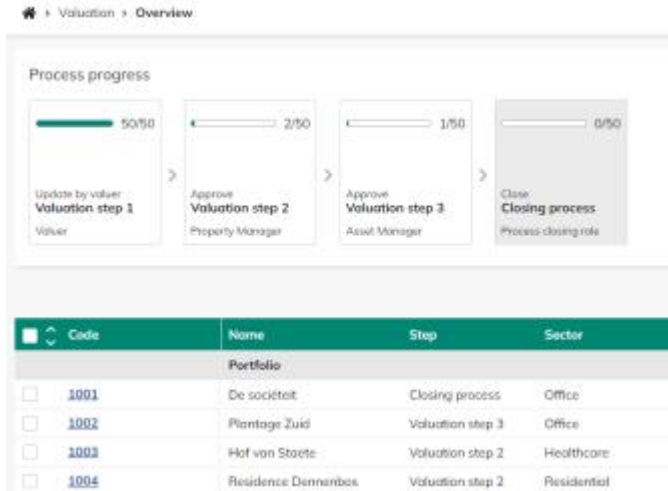 Valuation > Overview
Process progress
50/50 2/50 1/50 0/50
Update by valuer Approve Approve Close
Valuation step 1 Valuation step 2 Valuation step 3 Closing process
Valuer Property Manager Asset Manager Process closing role
Code Name Step Sector
Portfolio
1001 De sociëteit Closing process Office
1002 Plantage Zuid Valuation step 3 Office
1003 Hof van Staete Valuation step 2 Healthcare
1004 Residence Dennenbos Valuation step 2 Residential